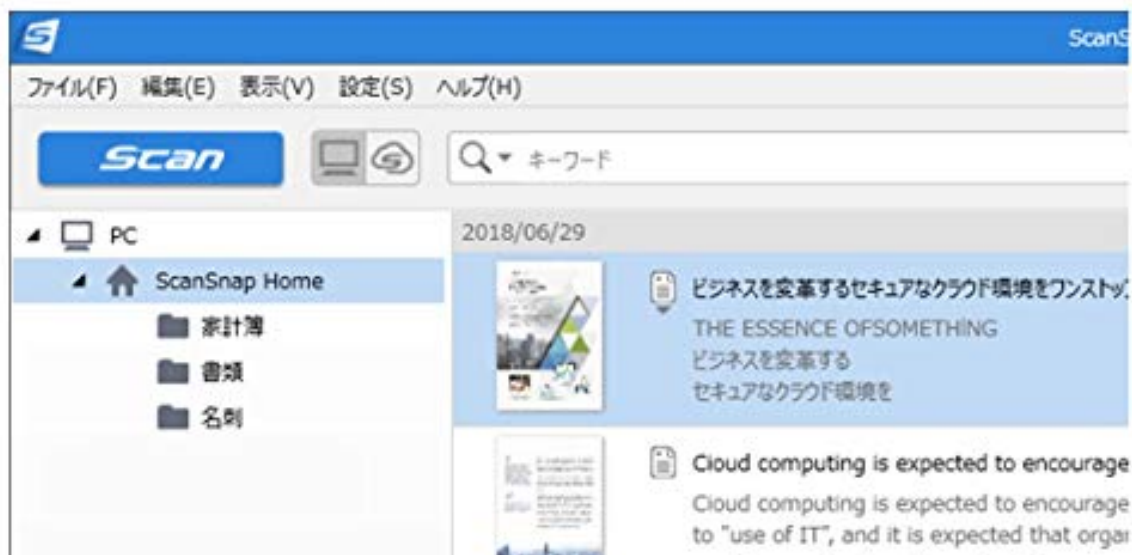 ScanS
ファイル(F) 編集(E) 表示(V) 設定(S) ヘルプ(H)
Scan
キーワード
PC
ScanSnap Home
家計簿
書類
名刺
2018/06/29
ビジネスを変革するセキュアなクラウド環境をワンストップ
THE ESSENCE OFSOMETHING
ビジネスを変革する
セキュアなクラウド環境を
Cloud computing is expected to encourage
Cloud computing is expected to encourage
to "use of IT", and it is expected that organ